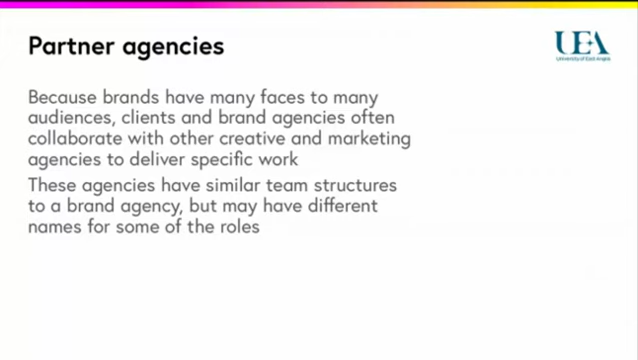 Partner agencies
UEA
University of East Anglia
Because brands have many faces to many
audiences, clients and brand agencies often
collaborate with other creative and marketing
agencies to deliver specific work
These agencies have similar team structures
to a brand agency, but may have different
names for some of the roles